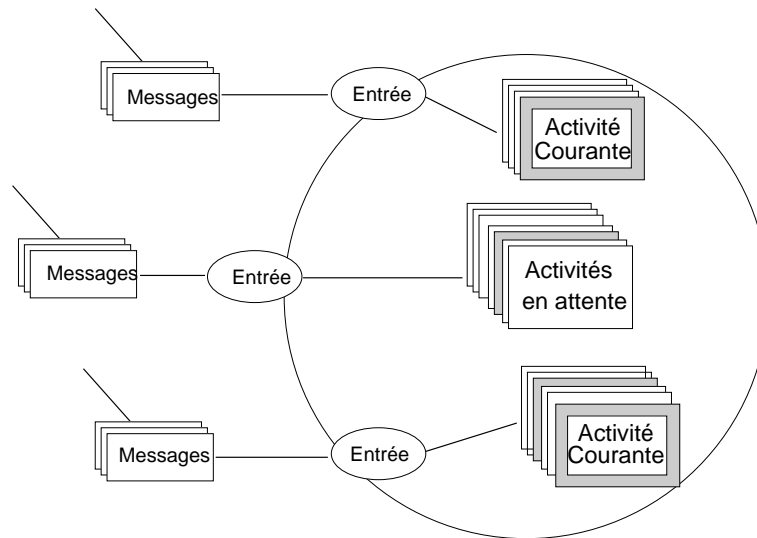 Messages
Entrée
Activité
Courante
Messages
Entrée
Activités
en attente
Messages
Entrée
Activité
Courante